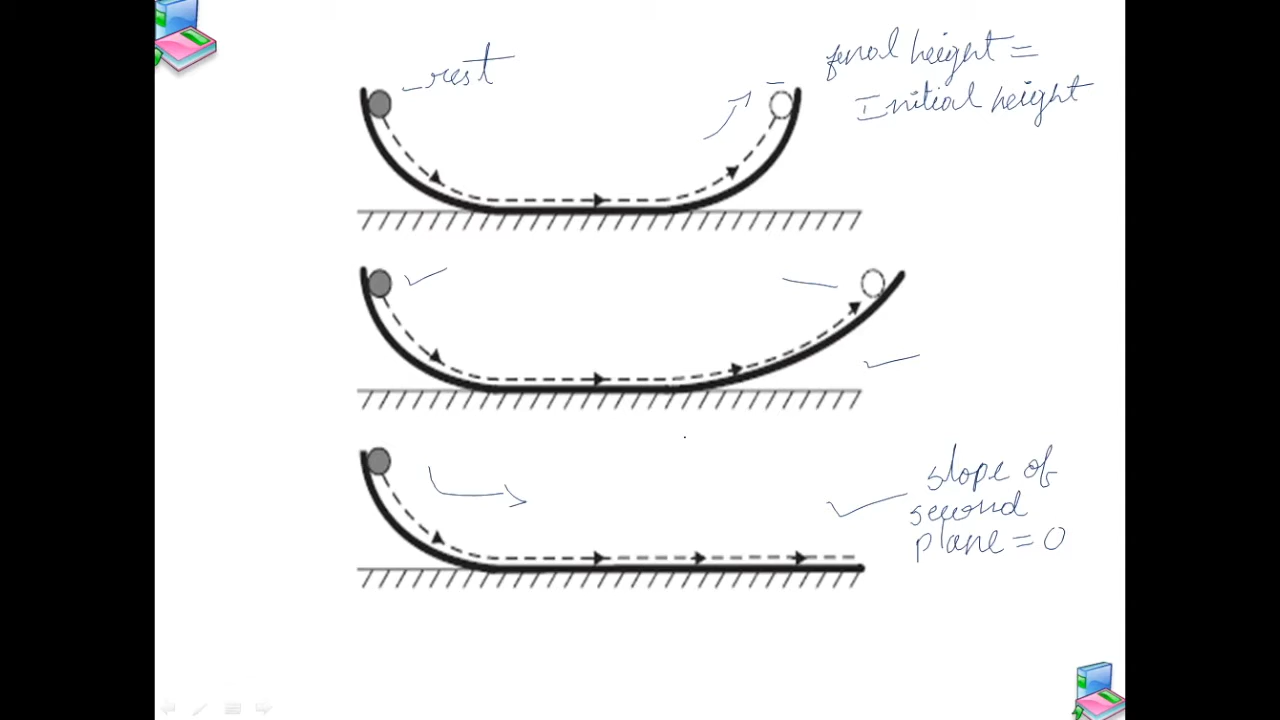 rest
final height =
Initial height
slope of
second
plane = 0